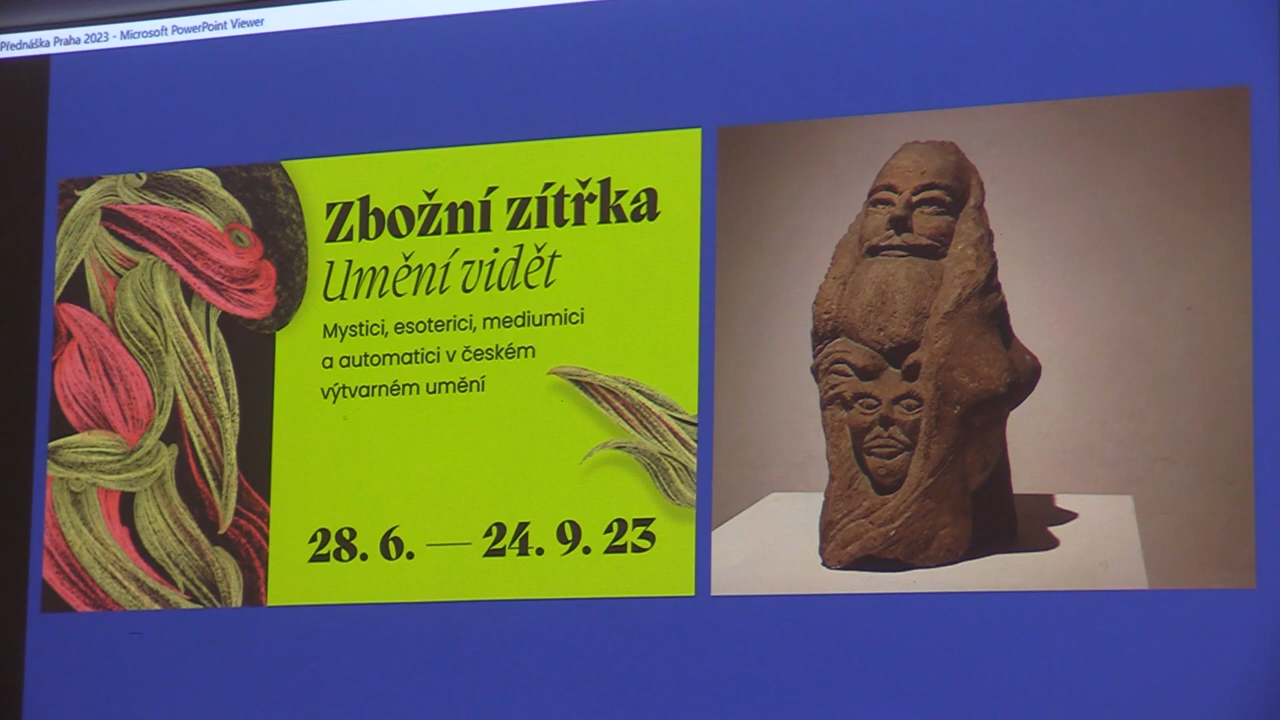 Přednáška Praha 2023 - Microsoft PowerPoint Viewer
Zbožní zítřka
Umění vidět
Mystici, esoterici, mediumici
a automatici v českém
výtvarném umění
28. 6. — 24. 9. 23